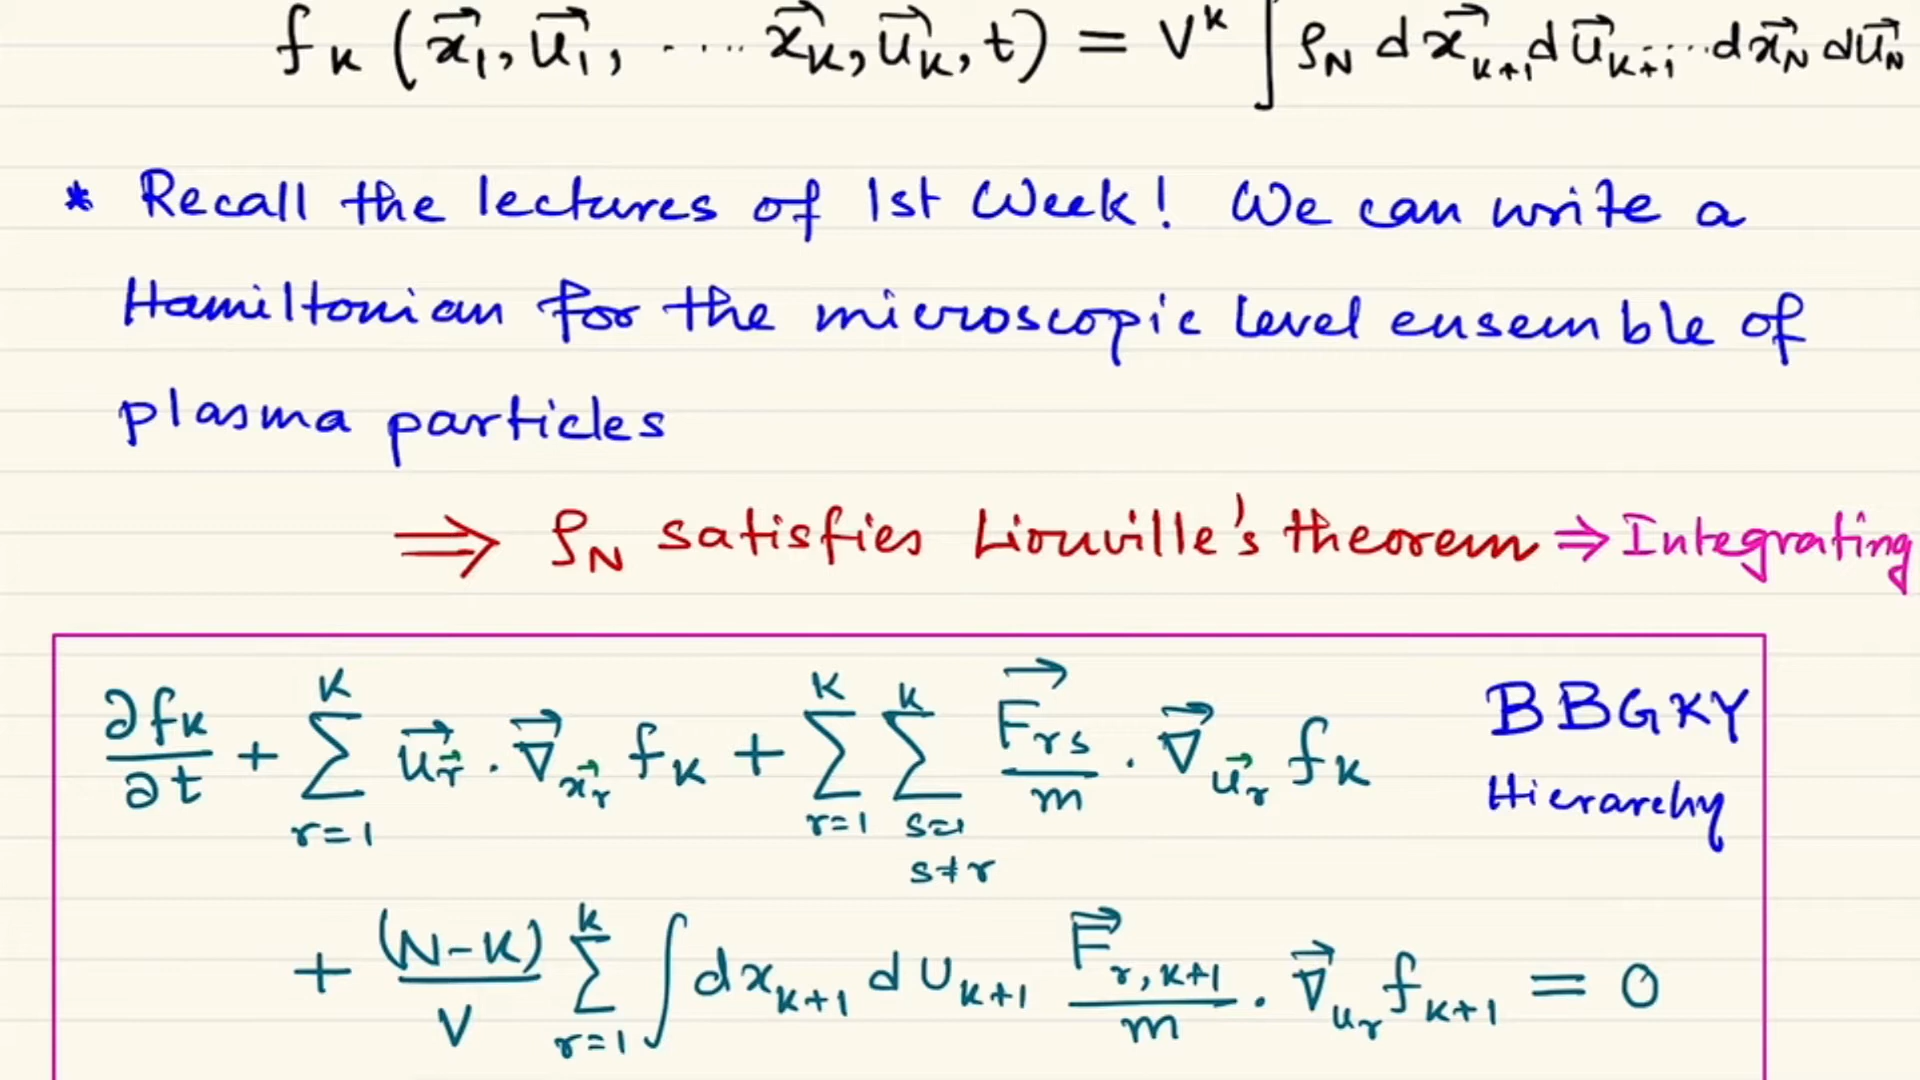 f_k (x⃗_1, u⃗_1, ..... x⃗_k, u⃗_k, t) = V^k ∫ ρ_N dx⃗_{k+1} du⃗_{k+1} ... dx⃗_N du⃗_N
* Recall the lectures of 1st Week! We can write a
Hamiltonian for the microscopic level ensemble of
plasma particles
⇒ ρ_N satisfies Liouville's theorem ⇒ Integrating
∂f_k/∂t + Σ_{r=1}^{k} u⃗_r · ∇⃗_{x⃗_r} f_k + Σ_{r=1}^{k} Σ_{s=1, s≠r}^{k} F⃗_{rs}/m · ∇⃗_{u⃗_r} f_k
BBGKY
Hierarchy
+ (N-k)/V Σ_{r=1}^{k} ∫ dx_{k+1} du_{k+1} F⃗_{r,k+1}/m · ∇⃗_{u_r} f_{k+1} = 0